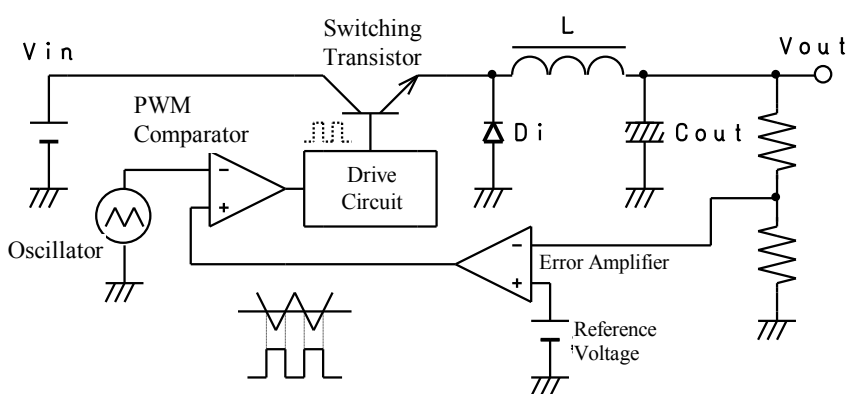 Switching
Transistor
L
Vin
Vout
PWM
Comparator
Di
Cout
-
+
Drive
Circuit
Oscillator
-
+
Error Amplifier
Reference
Voltage